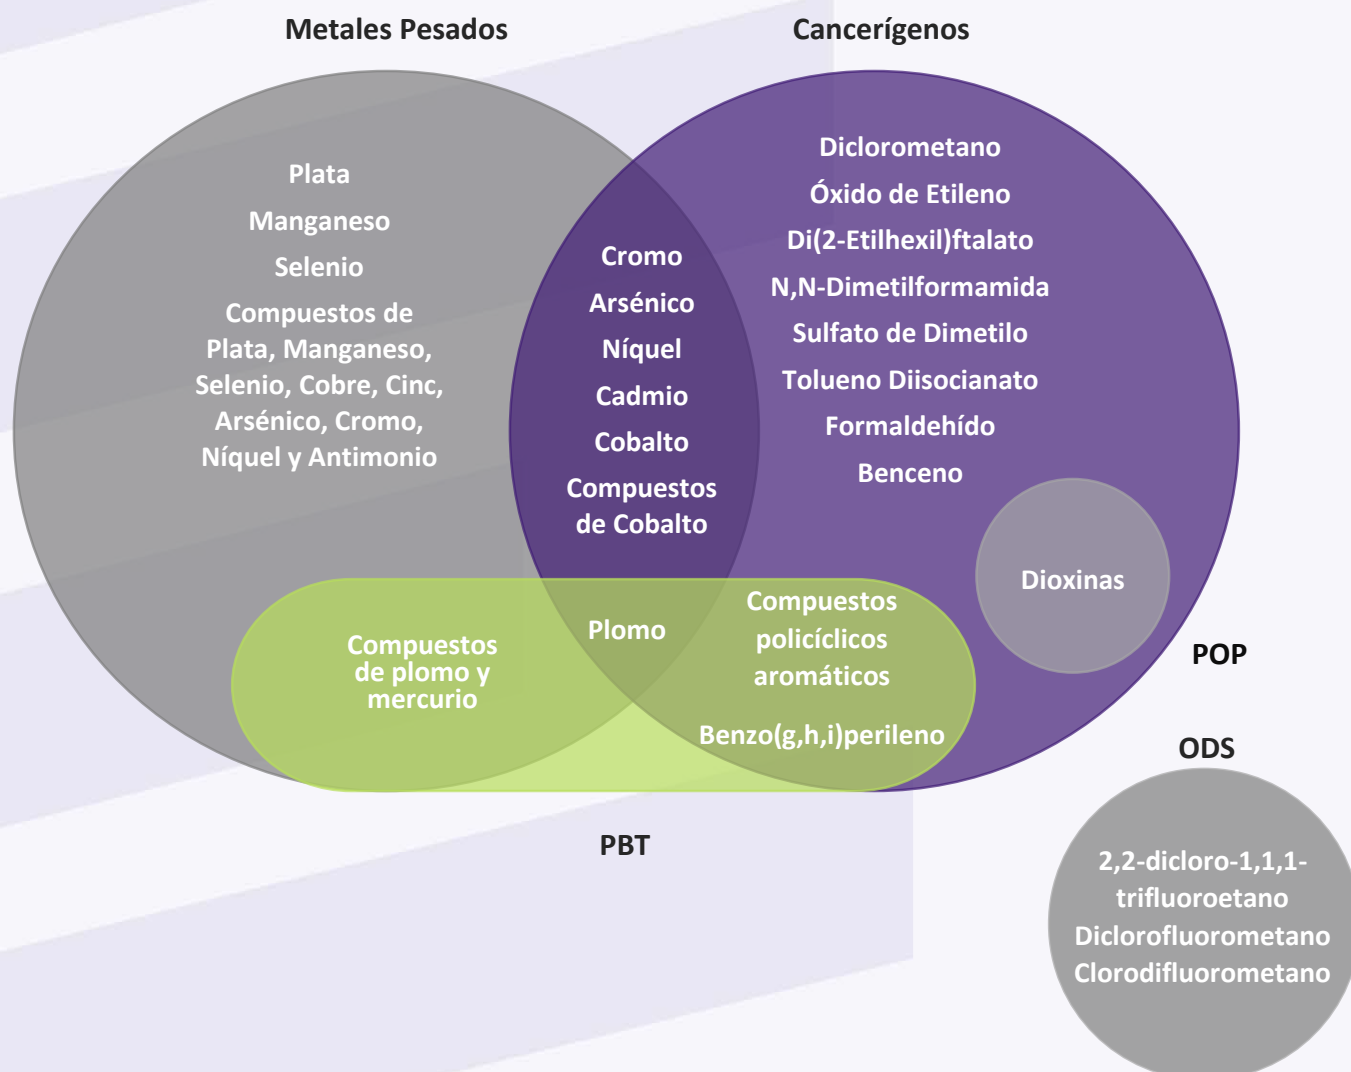 Metales Pesados
Cancerígenos
Plata
Manganeso
Selenio
Compuestos de
Plata, Manganeso,
Selenio, Cobre, Cinc,
Arsénico, Cromo,
Níquel y Antimonio
Cromo
Arsénico
Níquel
Cadmio
Cobalto
Compuestos
de Cobalto
Diclorometano
Óxido de Etileno
Di(2-Etilhexil)ftalato
N,N-Dimetilformamida
Sulfato de Dimetilo
Tolueno Diisocianato
Formaldehído
Benceno
Dioxinas
POP
Compuestos
de plomo y
mercurio
Plomo
Compuestos
policíclicos
aromáticos
Benzo(g,h,i)perileno
PBT
ODS
2,2-dicloro-1,1,1-
trifluoroetano
Diclorofluorometano
Clorodifluorometano